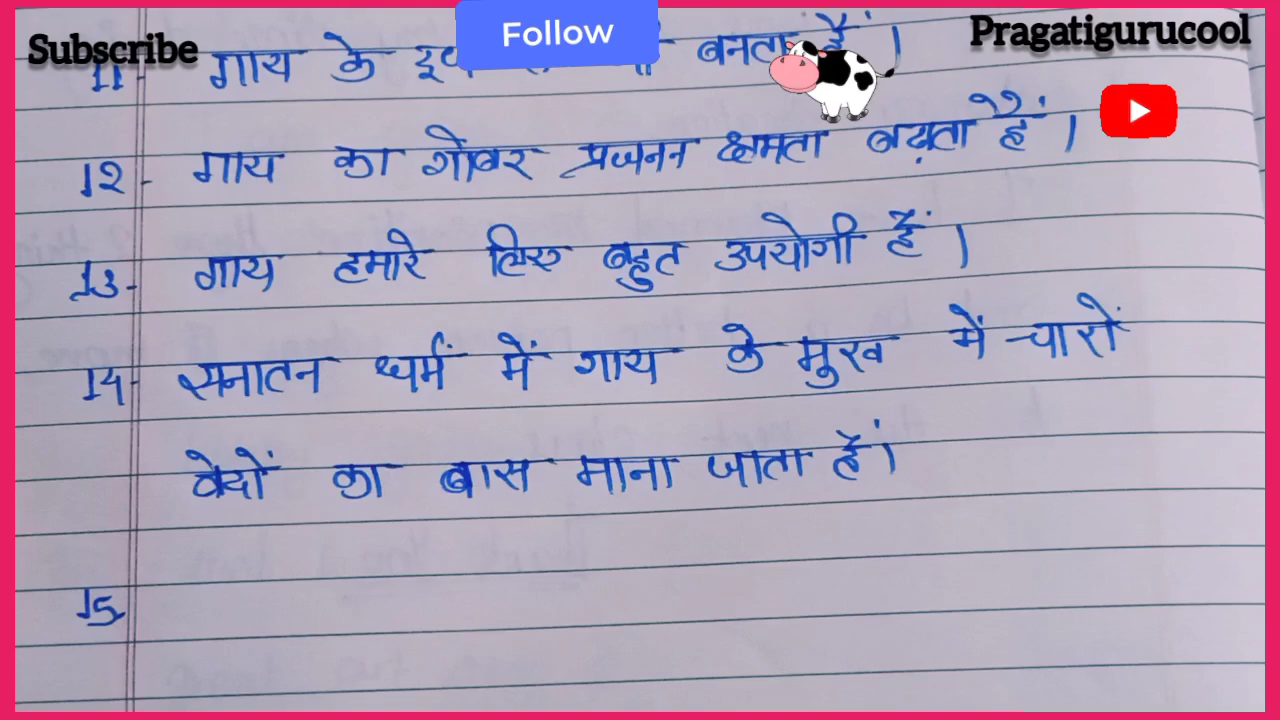 Subscribe
Follow
Pragatigurucool
11 गाय के बनता हैं ।
12 - गाय का गोबर प्रजनन क्षमता बढ़ता हैं ।
13 - गाय हमारे लिए बहुत उपयोगी हैं ।
14 - सनातन धर्म में गाय के मुख में चारों
वेदों का बास माना जाता हैं।
15